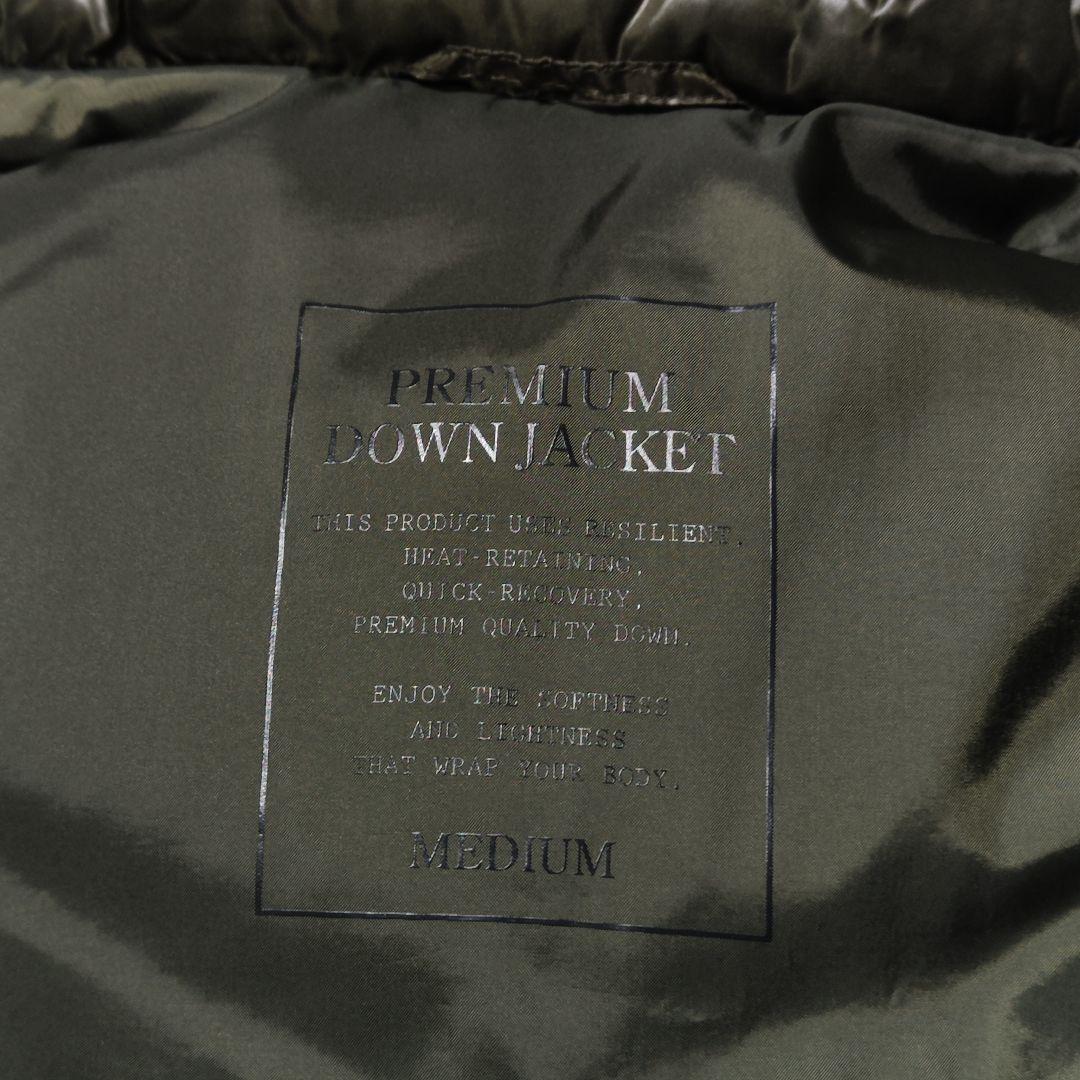 PREMIUM
DOWN JACKET
THIS PRODUCT USES RESILIENT,
HEAT-RETAINING,
QUICK-RECOVERY,
PREMIUM QUALITY DOWN.
ENJOY THE SOFTNESS
AND LIGHTNESS
THAT WRAP YOUR BODY.
MEDIUM